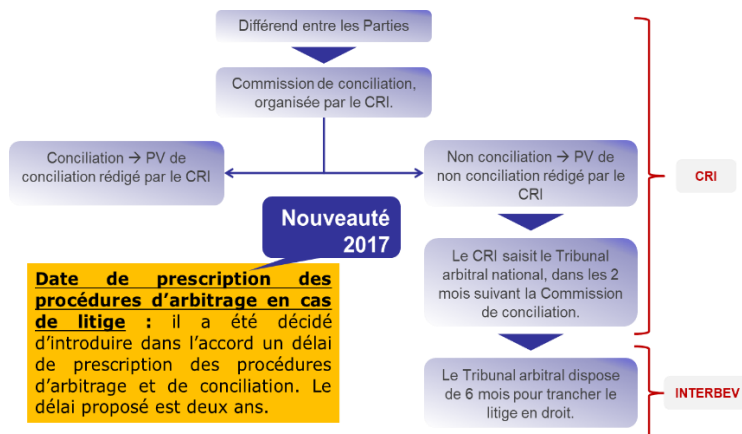 Différend entre les Parties
Commission de conciliation,
organisée par le CRI.
Conciliation → PV de
conciliation rédigé par le CRI
Non conciliation → PV de
non conciliation rédigé par le
CRI
CRI
Nouveauté
2017
Le CRI saisit le Tribunal
arbitral national, dans les 2
mois suivant la Commission
de conciliation.
Date de prescription des
procédures d’arbitrage en cas
de litige : il a été décidé
d’introduire dans l’accord un délai
de prescription des procédures
d’arbitrage et de conciliation. Le
délai proposé est deux ans.
Le Tribunal arbitral dispose
de 6 mois pour trancher le
litige en droit.
INTERBEV